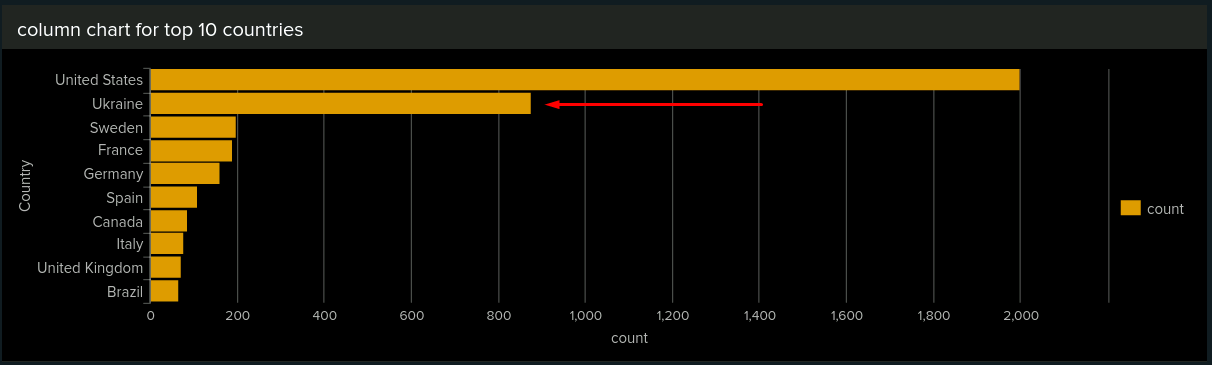 column chart for top 10 countries
United States
Ukraine
Sweden
France
Germany
Spain
Canada
Italy
United Kingdom
Brazil
Country
0 200 400 600 800 1,000 1,200 1,400 1,600 1,800 2,000
count
count